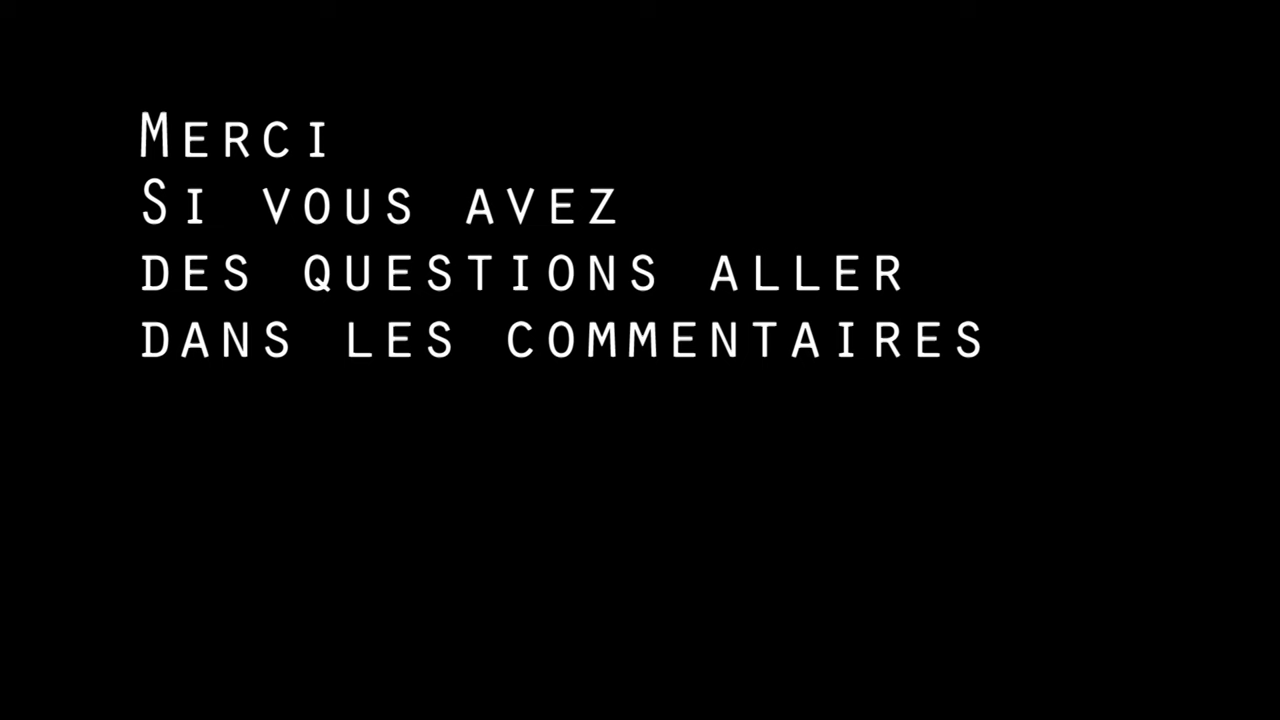 Merci
Si vous avez
des questions aller
dans les commentaires